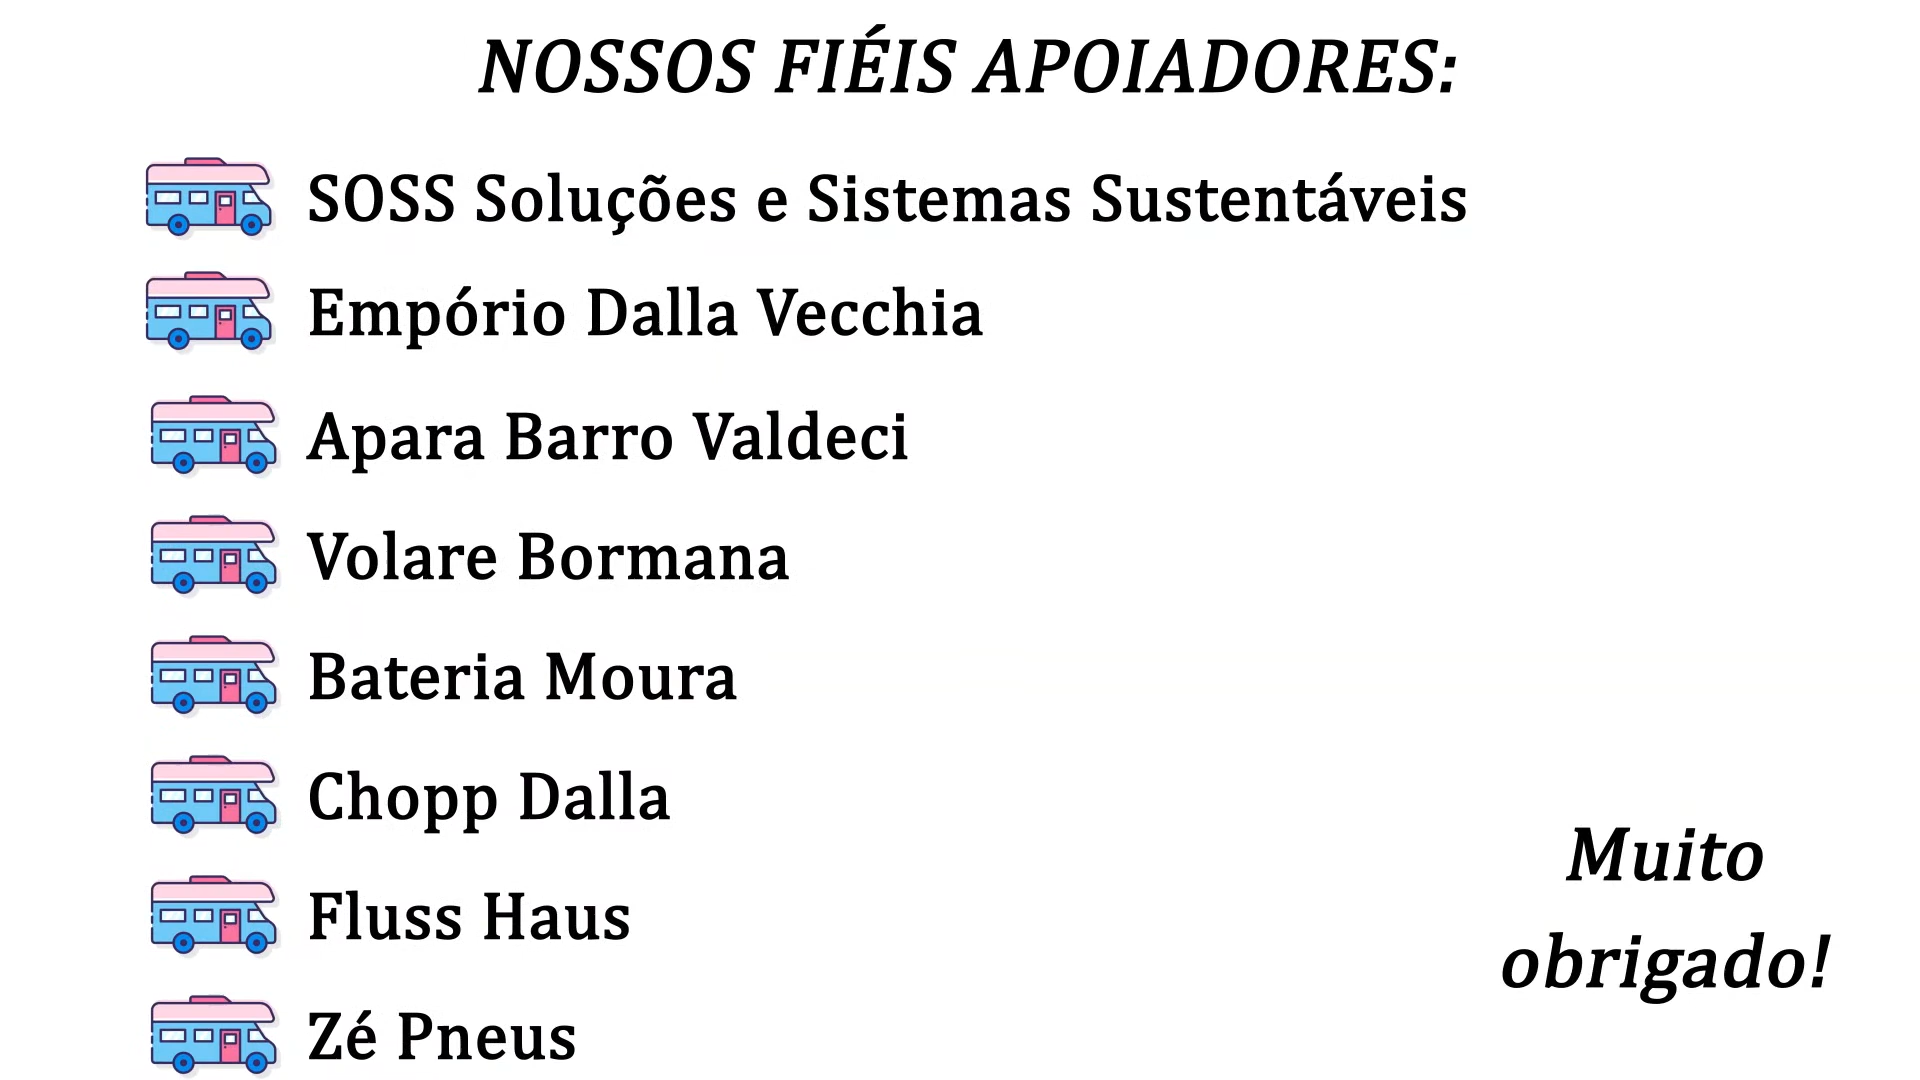 NOSSOS FIÉIS APOIADORES:
SOSS Soluções e Sistemas Sustentáveis
Empório Dalla Vecchia
Apara Barro Valdeci
Volare Bormana
Bateria Moura
Chopp Dalla
Fluss Haus
Zé Pneus
Muito
obrigado!